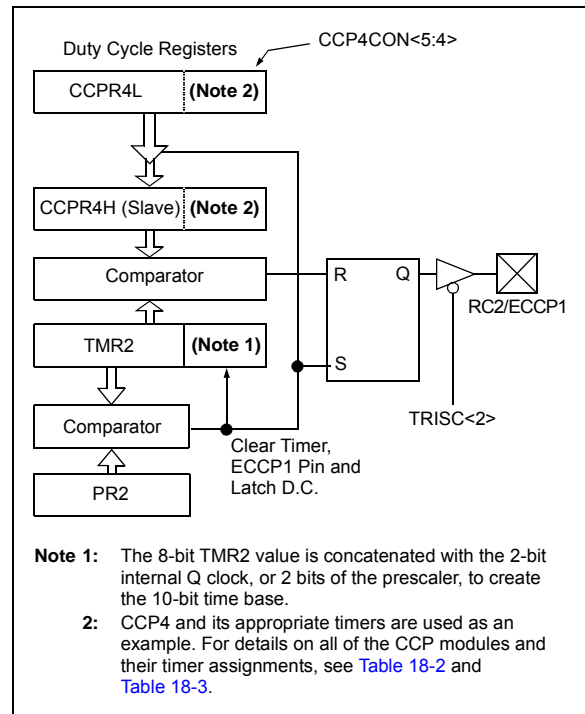 Duty Cycle Registers
CCP4CON<5:4>
CCPR4L
(Note 2)
CCPR4H (Slave)
(Note 2)
Comparator
R
Q
RC2/ECCP1
TMR2
(Note 1)
S
Comparator
TRISC<2>
Clear Timer,
ECCP1 Pin and
Latch D.C.
PR2
Note 1: The 8-bit TMR2 value is concatenated with the 2-bit
internal Q clock, or 2 bits of the prescaler, to create
the 10-bit time base.
2: CCP4 and its appropriate timers are used as an
example. For details on all of the CCP modules and
their timer assignments, see Table 18-2 and
Table 18-3.